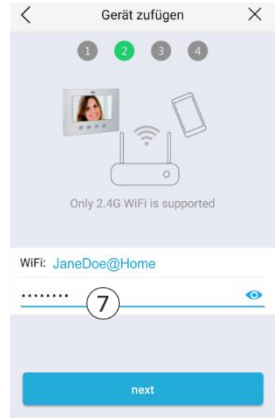 Gerät zufügen
1 2 3 4
Only 2.4G WiFi is supported
WiFi: JaneDoe@Home
........ 7
next